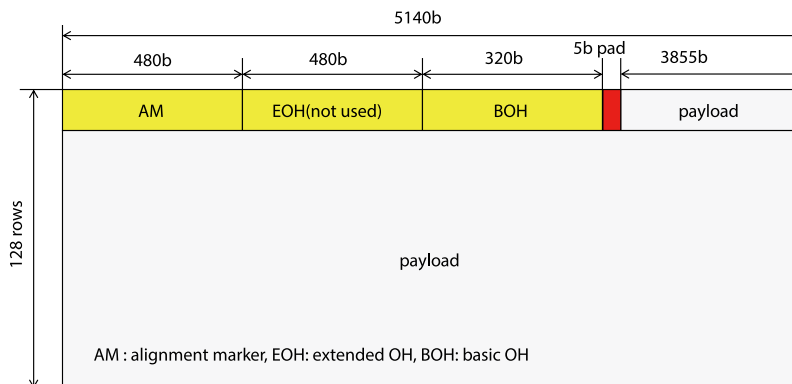 5140b
480b
480b
320b
5b pad
3855b
AM
EOH(not used)
BOH
payload
128 rows
payload
AM : alignment marker, EOH: extended OH, BOH: basic OH